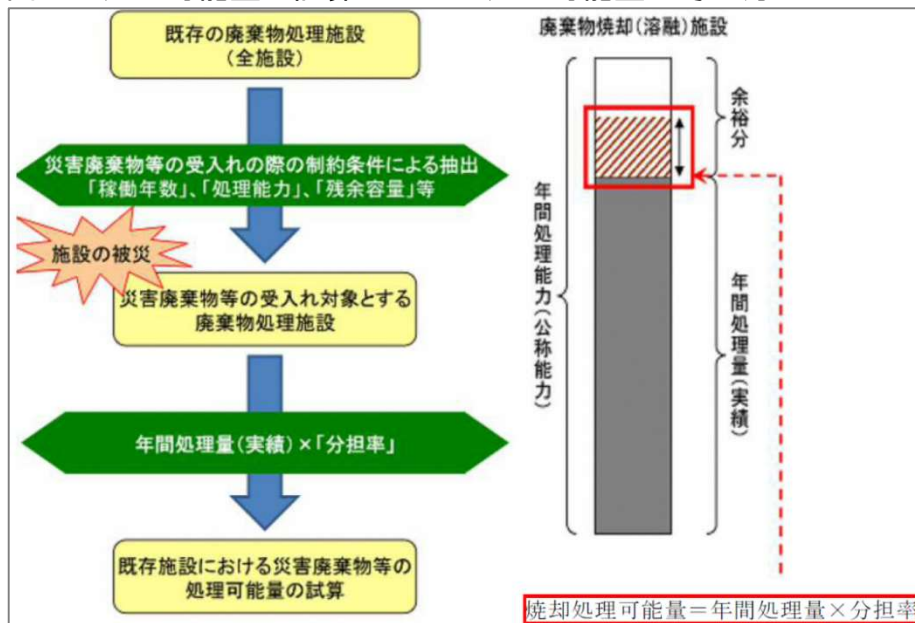 既存の廃棄物処理施設
(全施設)
災害廃棄物等の受入れの際の制約条件による抽出
「稼働年数」、「処理能力」、「残余容量」等
施設の被災
災害廃棄物等の受入れ対象とする
廃棄物処理施設
年間処理量(実績)×「分担率」
既存施設における災害廃棄物等の
処理可能量の試算
廃棄物焼却(溶融)施設
年間処理能力(公称能力)
余裕分
年間処理量(実績)
焼却処理可能量=年間処理量×分担率